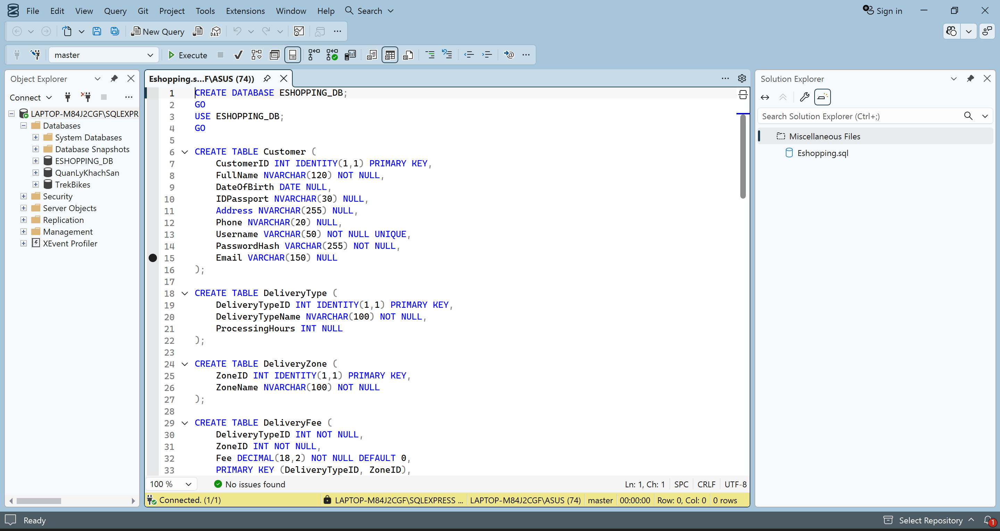 File Edit View Query Git Project Tools Extensions Window Help Search Sign in
New Query DAX
master Execute
Object Explorer
Connect
LAPTOP-M84J2CGF\SQLEXPR
Databases
System Databases
Database Snapshots
ESHOPPING_DB
QuanLyKhachSan
TrekBikes
Security
Server Objects
Replication
Management
XEvent Profiler
Eshopping.s...F\ASUS (74))
1 CREATE DATABASE ESHOPPING_DB;
2 GO
3 USE ESHOPPING_DB;
4 GO
5
6 CREATE TABLE Customer (
7 CustomerID INT IDENTITY(1,1) PRIMARY KEY,
8 FullName NVARCHAR(120) NOT NULL,
9 DateOfBirth DATE NULL,
10 IDPassport NVARCHAR(30) NULL,
11 Address NVARCHAR(255) NULL,
12 Phone NVARCHAR(20) NULL,
13 Username VARCHAR(50) NOT NULL UNIQUE,
14 PasswordHash VARCHAR(255) NOT NULL,
15 Email VARCHAR(150) NULL
16 );
17
18 CREATE TABLE DeliveryType (
19 DeliveryTypeID INT IDENTITY(1,1) PRIMARY KEY,
20 DeliveryTypeName NVARCHAR(100) NOT NULL,
21 ProcessingHours INT NULL
22 );
23
24 CREATE TABLE DeliveryZone (
25 ZoneID INT IDENTITY(1,1) PRIMARY KEY,
26 ZoneName NVARCHAR(100) NOT NULL
27 );
28
29 CREATE TABLE DeliveryFee (
30 DeliveryTypeID INT NOT NULL,
31 ZoneID INT NOT NULL,
32 Fee DECIMAL(18,2) NOT NULL DEFAULT 0,
33 PRIMARY KEY (DeliveryTypeID, ZoneID),
100 % No issues found Ln: 1, Ch: 1 SPC CRLF UTF-8
Connected. (1/1) LAPTOP-M84J2CGF\SQLEXPRESS ... LAPTOP-M84J2CGF\ASUS (74) master 00:00:00 Row: 0, Col: 0 0 rows
Solution Explorer
Search Solution Explorer (Ctrl+;)
Miscellaneous Files
Eshopping.sql
Ready Select Repository 1